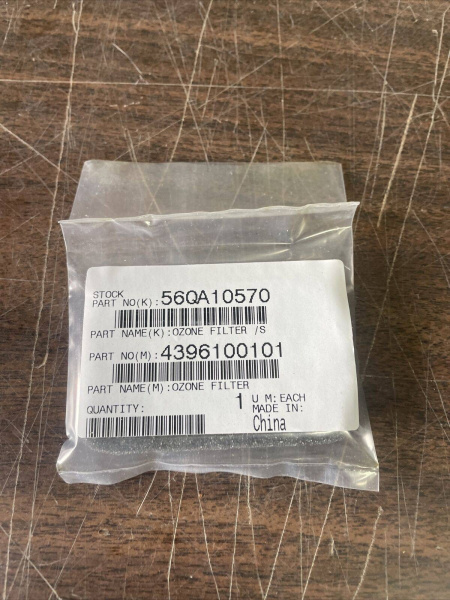 STOCK
PART NO(K): 56QA10570
PART NAME(K): OZONE FILTER /S
PART NO(M): 4396100101
PART NAME(M): OZONE FILTER
QUANTITY: 1 U M: EACH
MADE IN:
China